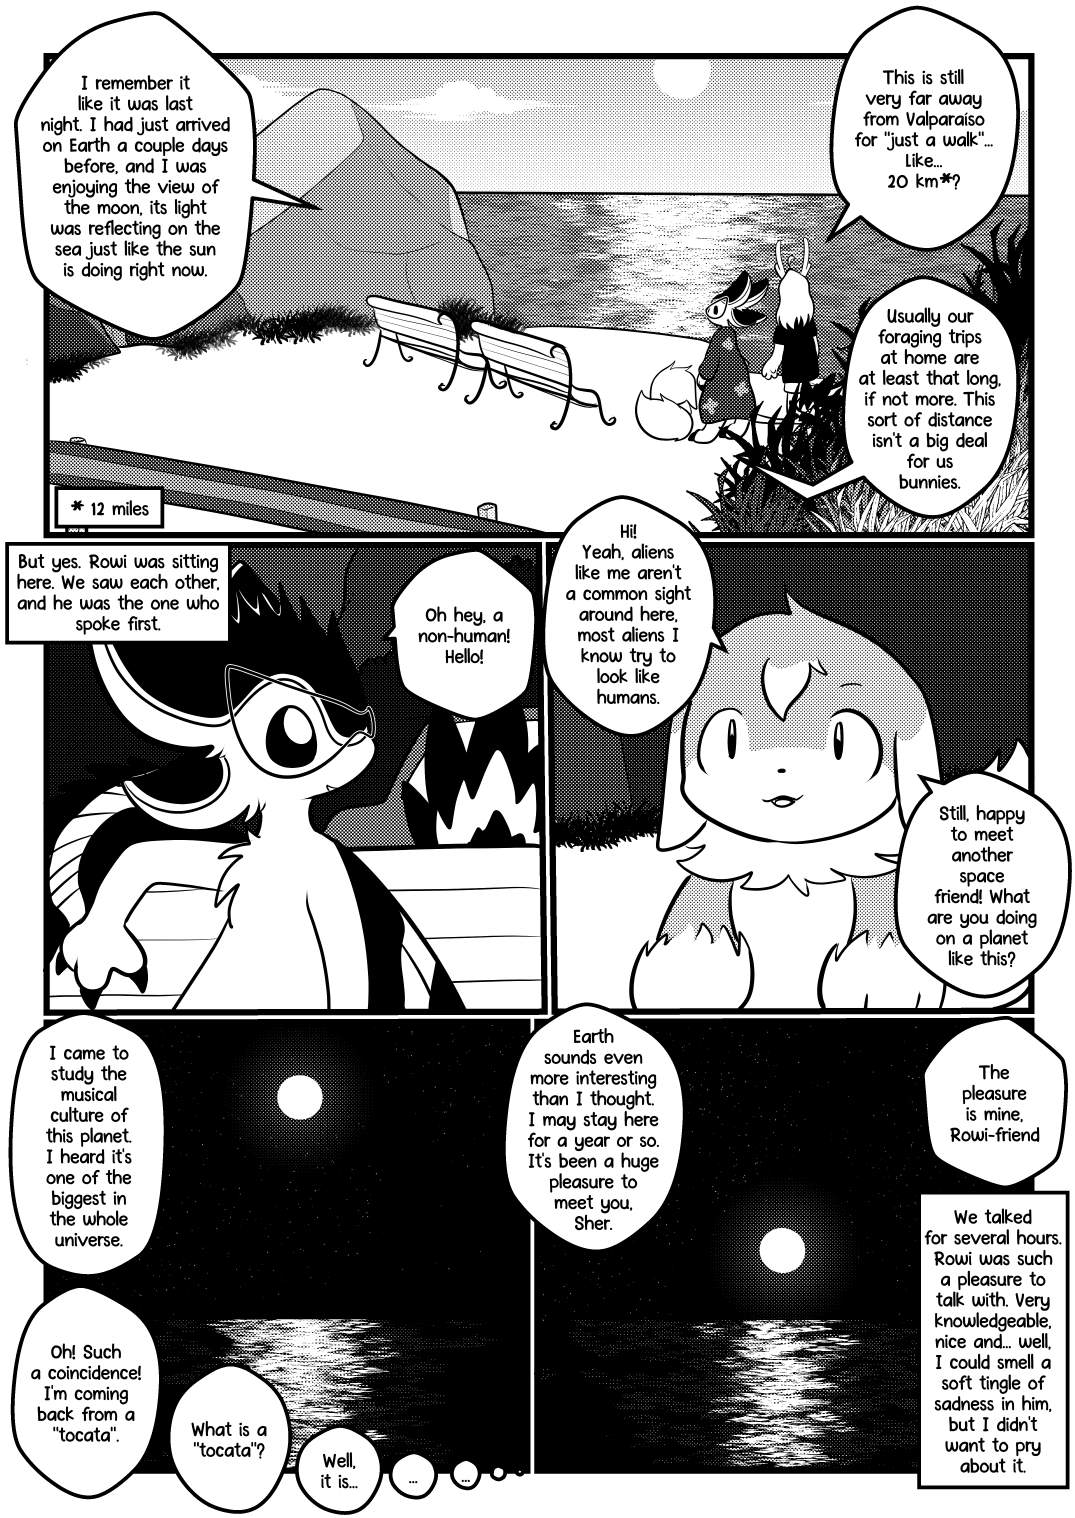 I remember it
like it was last
night. I had just arrived
on Earth a couple days
before, and I was
enjoying the view of
the moon, its light
was reflecting on the
sea just like the sun
is doing right now.
This is still
very far away
from Valparaíso
for "just a walk"...
Like...
20 km*?
Usually our
foraging trips
at home are
at least that long,
if not more. This
sort of distance
isn't a big deal
for us
bunnies.
* 12 miles
But yes. Rowi was sitting
here. We saw each other,
and he was the one who
spoke first.
Oh hey, a
non-human!
Hello!
Hi!
Yeah, aliens
like me aren't
a common sight
around here,
most aliens I
know try to
look like
humans.
Still, happy
to meet
another
space
friend! What
are you doing
on a planet
like this?
I came to
study the
musical
culture of
this planet.
I heard it's
one of the
biggest in
the whole
universe.
Oh! Such
a coincidence!
I'm coming
back from a
"tocata".
What is a
"tocata"?
Well,
it is...
...
...
Earth
sounds even
more interesting
than I thought.
I may stay here
for a year or so.
It's been a huge
pleasure to
meet you,
Sher.
The
pleasure
is mine,
Rowi-friend
We talked
for several hours.
Rowi was such
a pleasure to
talk with. Very
knowledgeable,
nice and... well,
I could smell a
soft tingle of
sadness in him,
but I didn't
want to pry
about it.